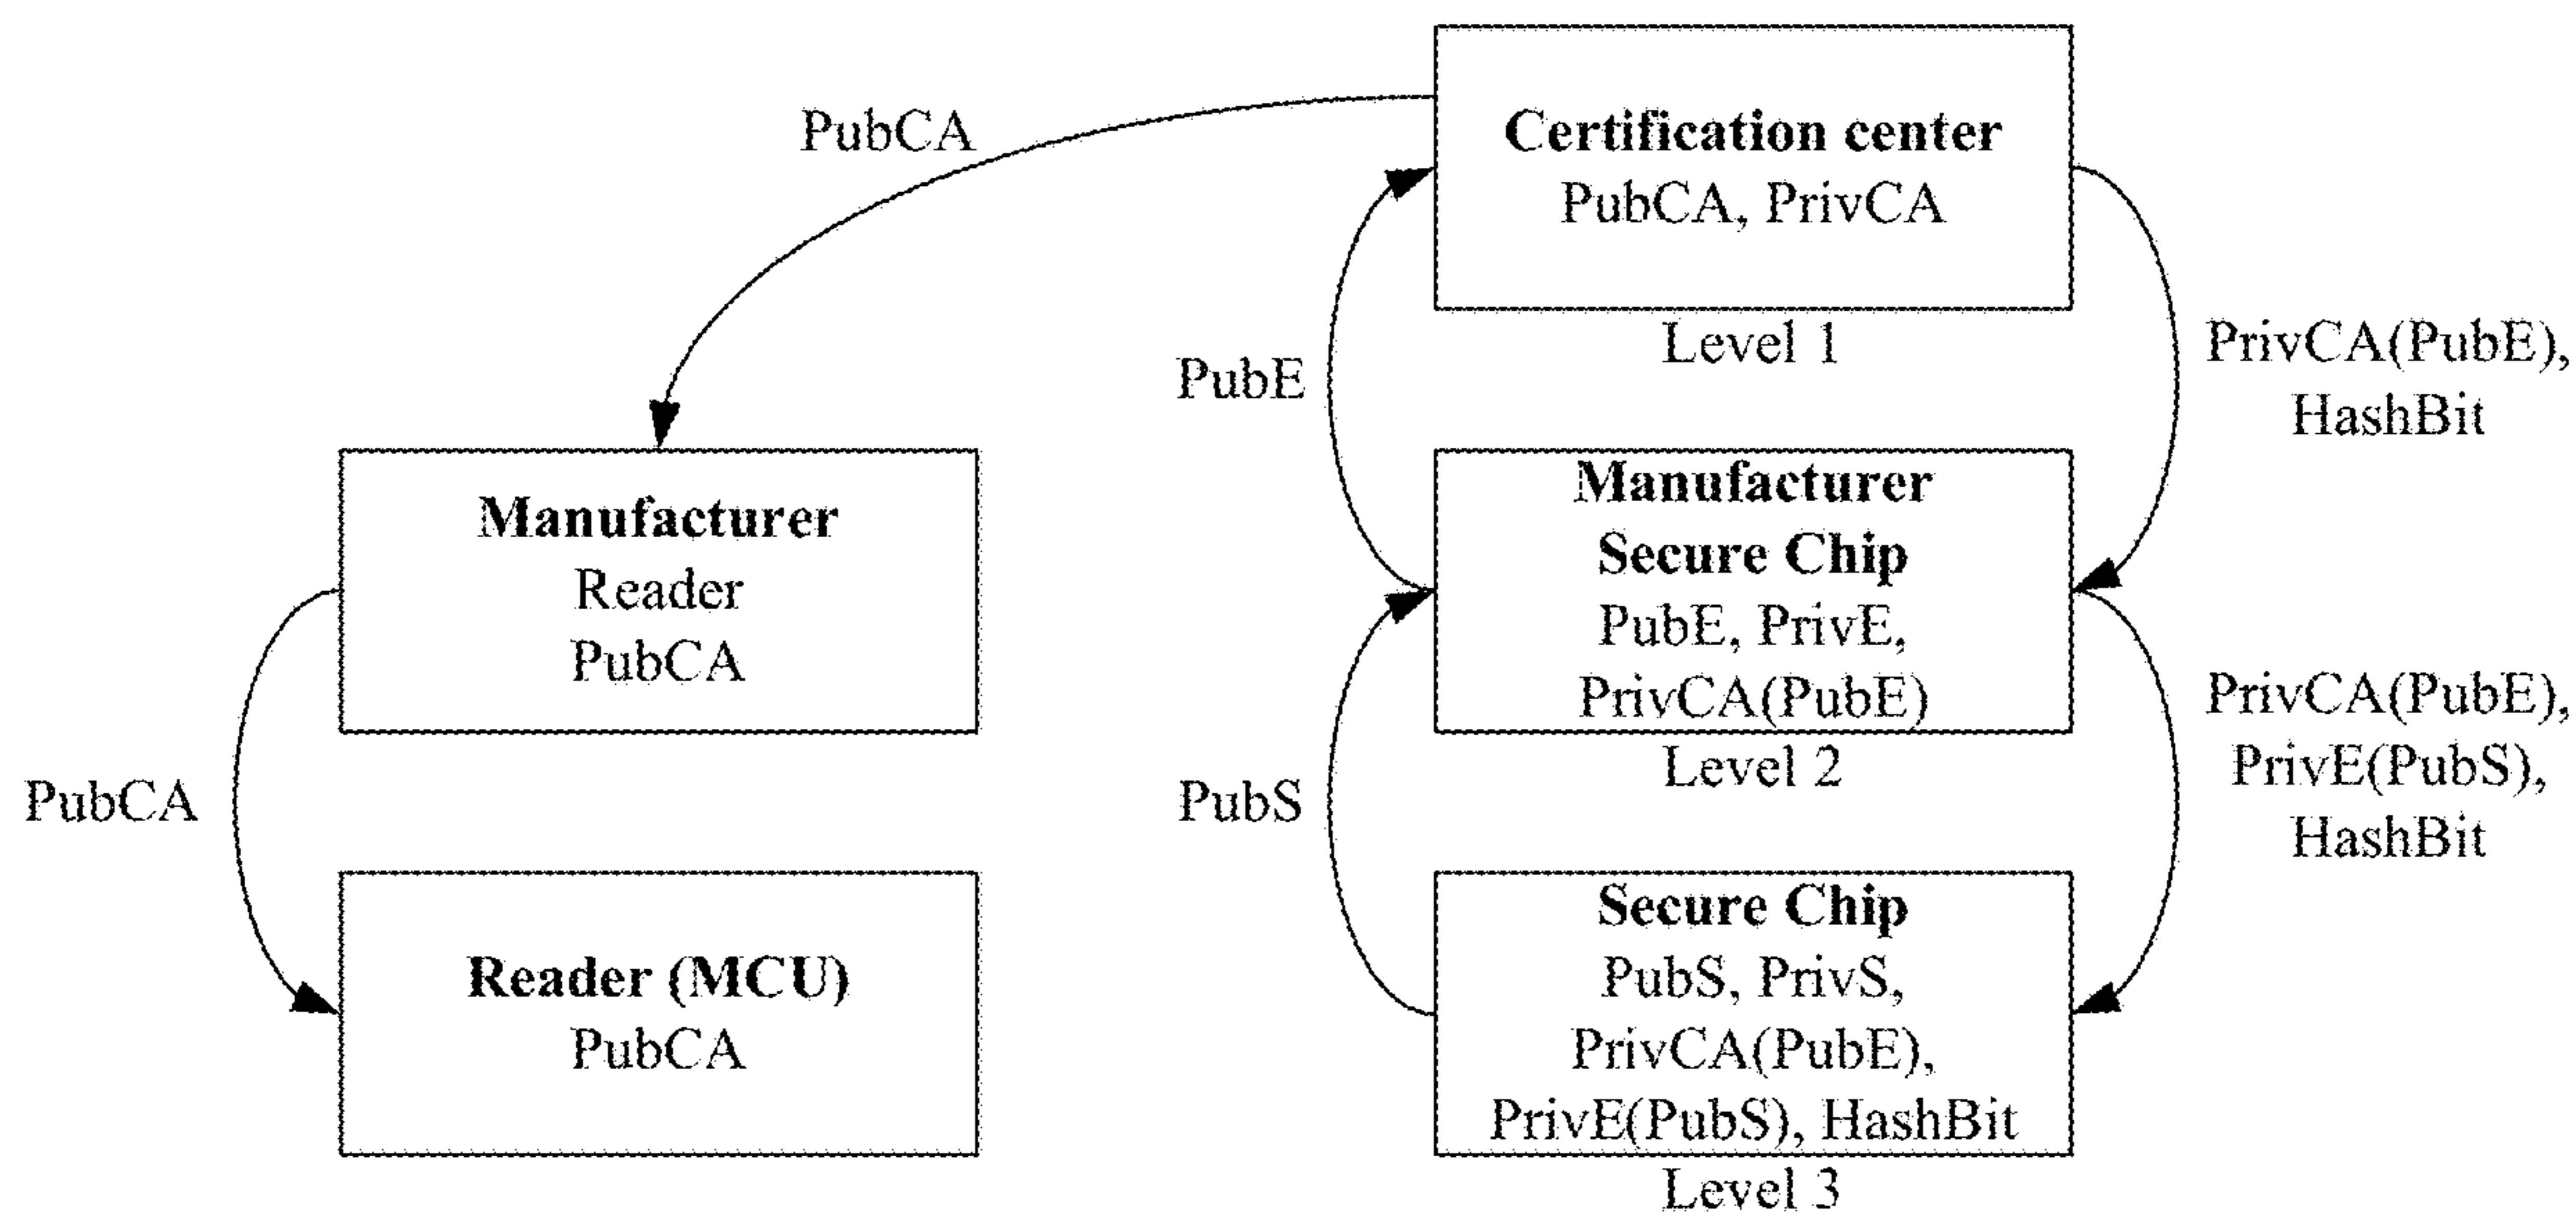 PubCA
Certification center
PubCA, PrivCA
Level 1
PubE
PrivCA(PubE),
HashBit
Manufacturer
Reader
PubCA
Manufacturer
Secure Chip
PubE, PrivE,
PrivCA(PubE)
Level 2
PubCA
PubS
PrivCA(PubE),
PrivE(PubS),
HashBit
Reader (MCU)
PubCA
Secure Chip
PubS, PrivS,
PrivCA(PubE),
PrivE(PubS), HashBit
Level 3